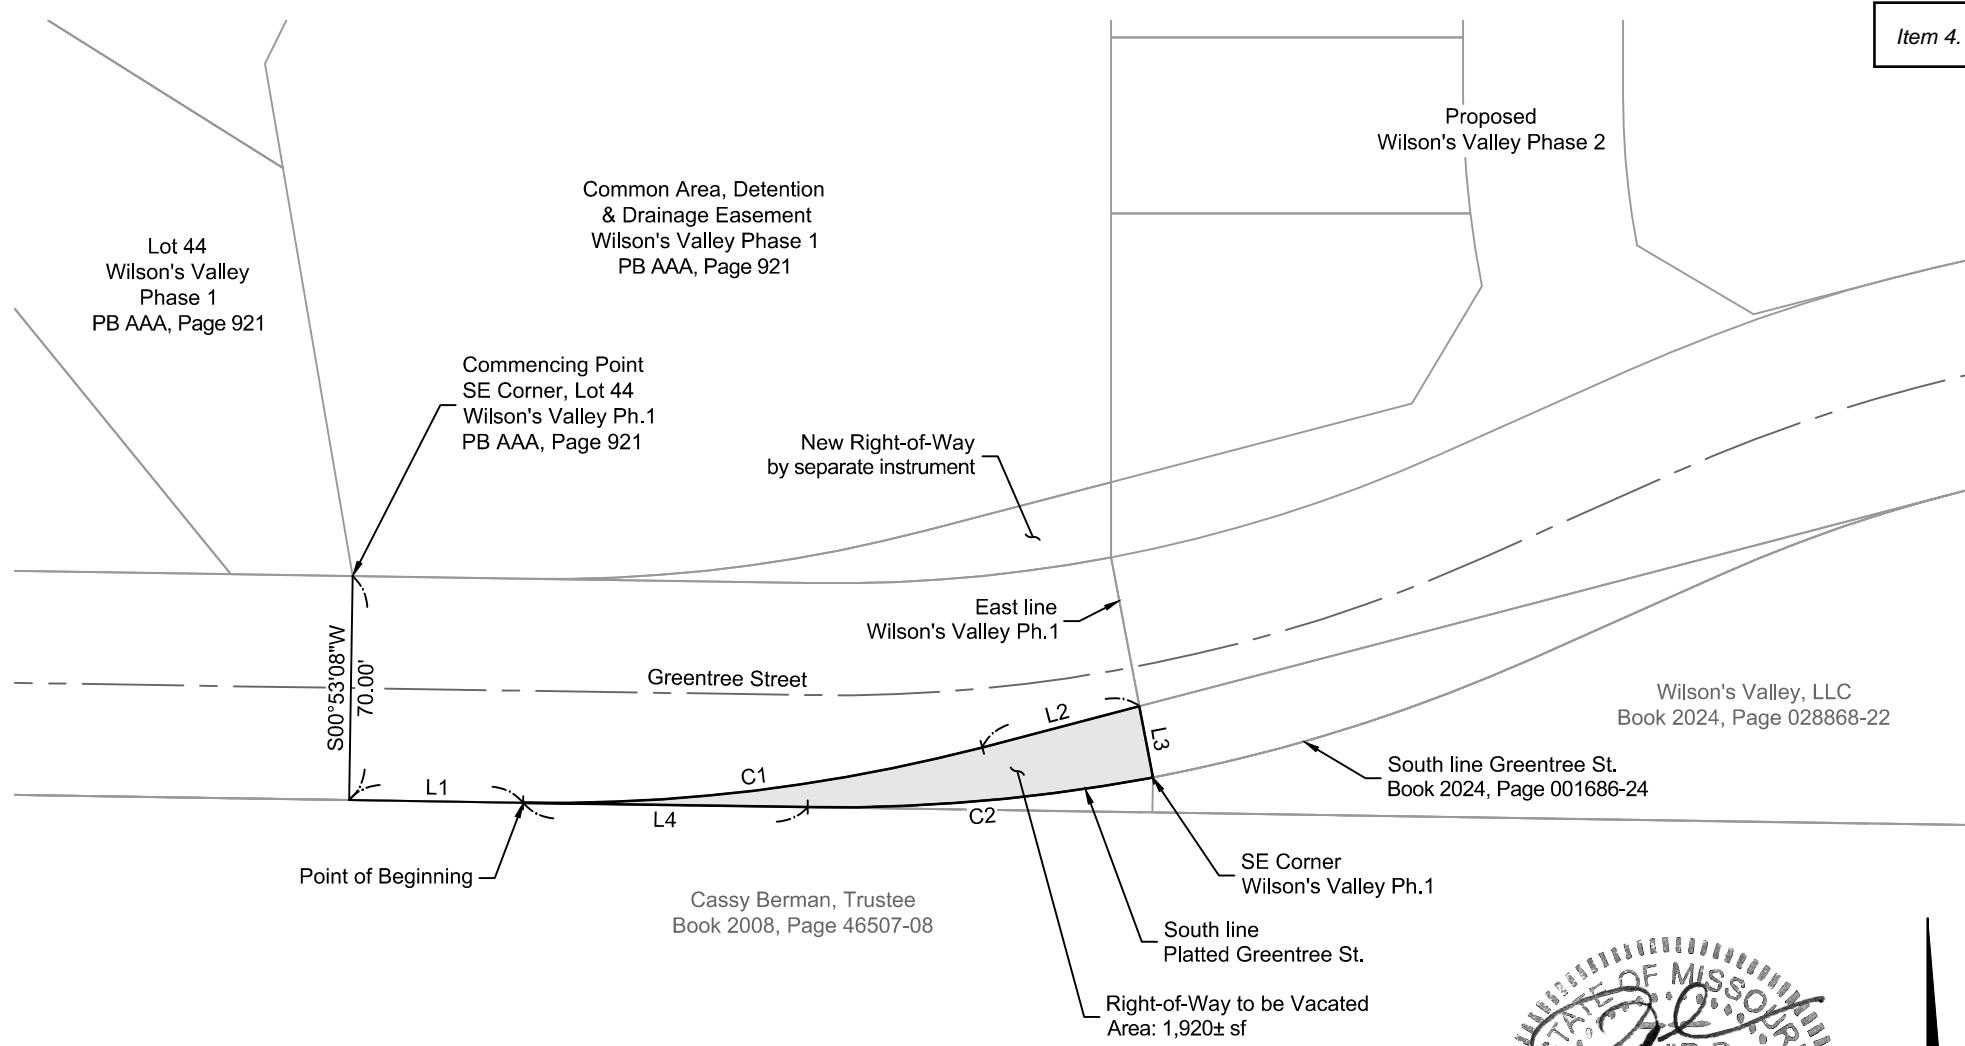 Item 4.
Proposed
Wilson's Valley Phase 2
Common Area, Detention
& Drainage Easement
Wilson's Valley Phase 1
PB AAA, Page 921
Lot 44
Wilson's Valley
Phase 1
PB AAA, Page 921
Commencing Point
SE Corner, Lot 44
Wilson's Valley Ph.1
PB AAA, Page 921
New Right-of-Way
by separate instrument
East line
Wilson's Valley Ph.1
S00°53'08"W
70.00'
Greentree Street
Wilson's Valley, LLC
Book 2024, Page 028868-22
L2
L3
C1
L1
L4
C2
South line Greentree St.
Book 2024, Page 001686-24
Point of Beginning
SE Corner
Wilson's Valley Ph.1
Cassy Berman, Trustee
Book 2008, Page 46507-08
South line
Platted Greentree St.
Right-of-Way to be Vacated
Area: 1,920± sf
STATE OF MISSOURI